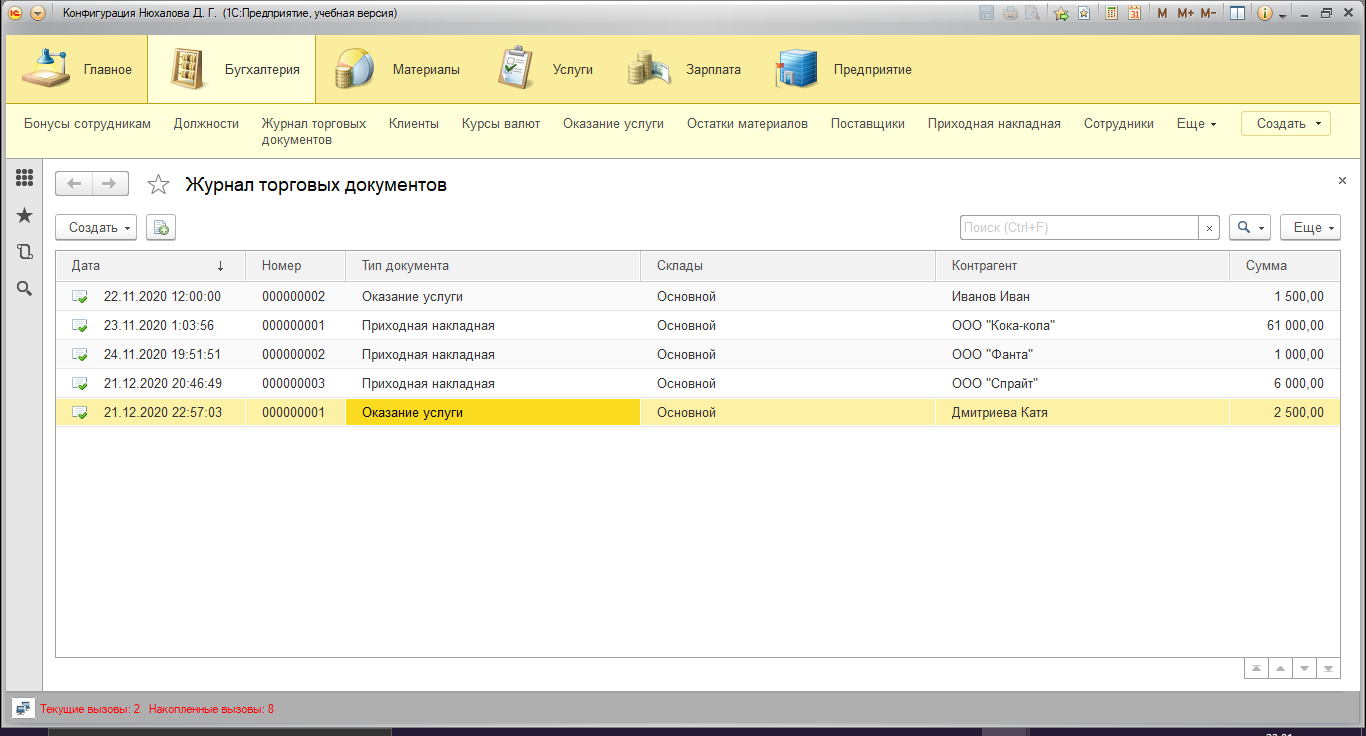 Конфигурация Нюхалова Д. Г. (1С:Предприятие, учебная версия)
M M+ M-
Главное Бухгалтерия Материалы Услуги Зарплата Предприятие
Бонусы сотрудникам Должности Журнал торговых документов Клиенты Курсы валют Оказание услуги Остатки материалов Поставщики Приходная накладная Сотрудники Еще Создать
Журнал торговых документов
Создать Поиск (Ctrl+F) Еще
Дата Номер Тип документа Склады Контрагент Сумма
22.11.2020 12:00:00 000000002 Оказание услуги Основной Иванов Иван 1 500,00
23.11.2020 1:03:56 000000001 Приходная накладная Основной ООО "Кока-кола" 61 000,00
24.11.2020 19:51:51 000000002 Приходная накладная Основной ООО "Фанта" 1 000,00
21.12.2020 20:46:49 000000003 Приходная накладная Основной ООО "Спрайт" 6 000,00
21.12.2020 22:57:03 000000001 Оказание услуги Основной Дмитриева Катя 2 500,00
Текущие вызовы: 2 Накопленные вызовы: 8